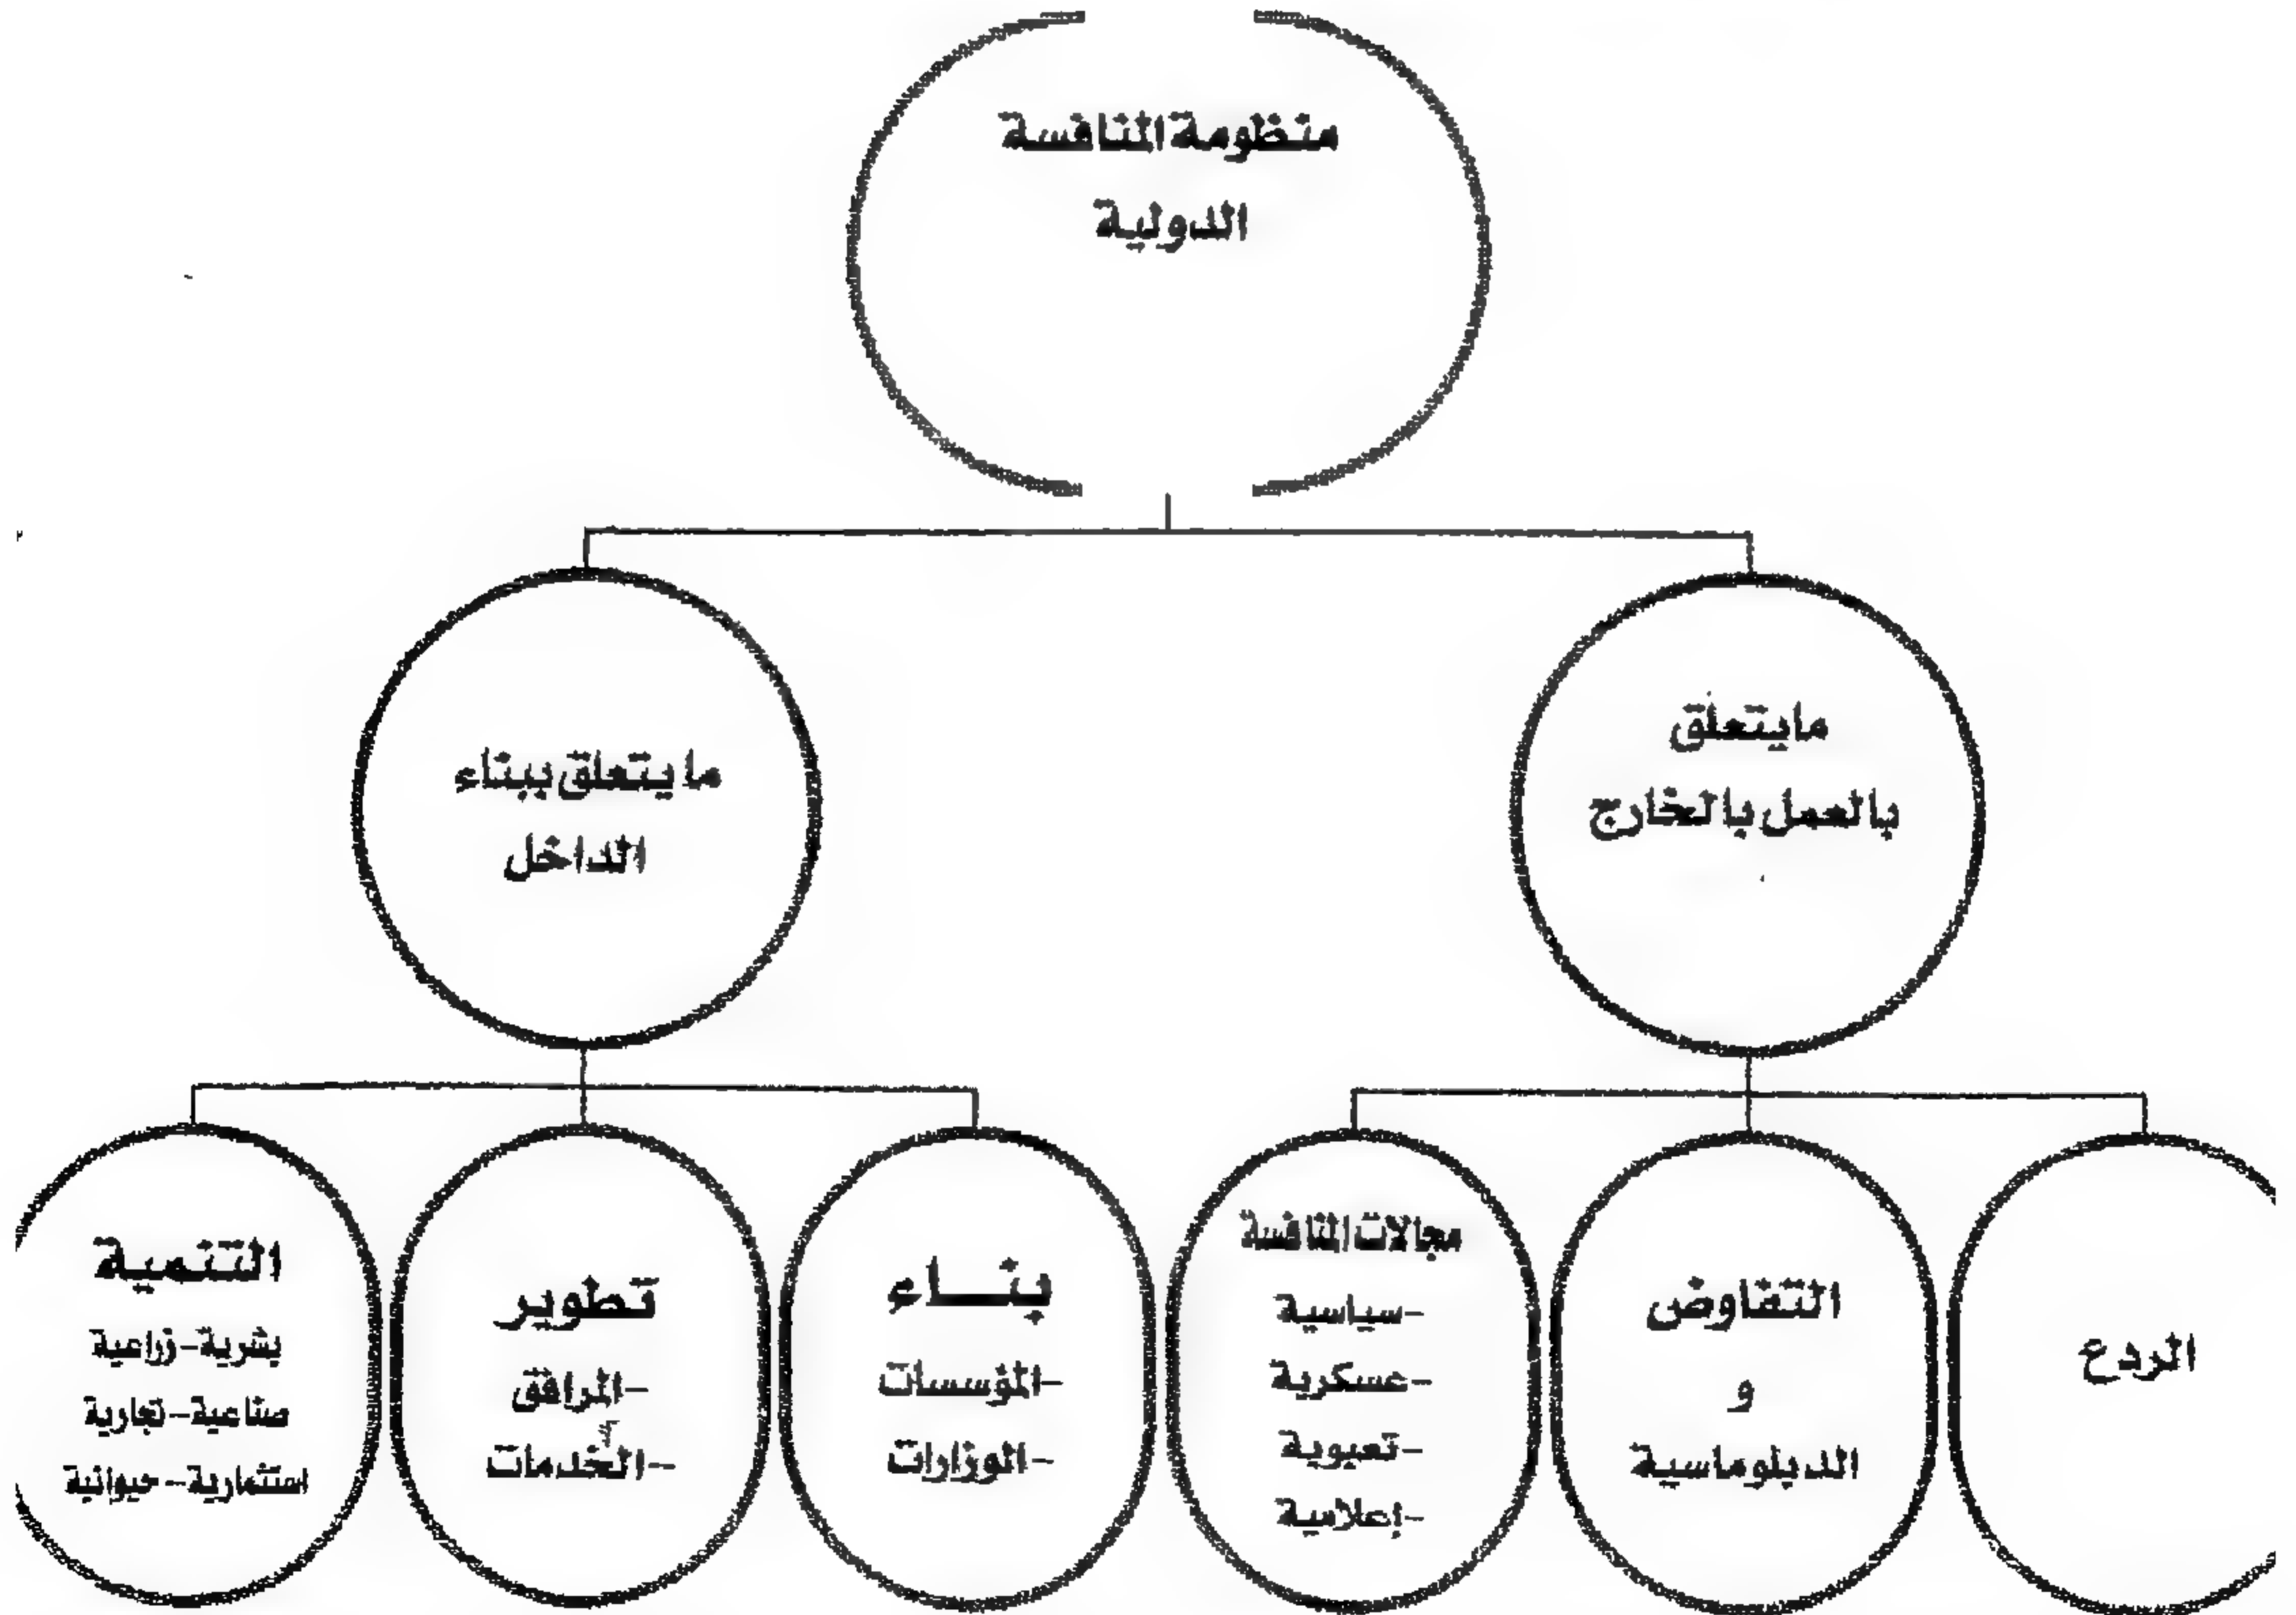 منظومة المنافسة
الدولية
مايتعلق
بالعمل بالخارج
ما يتعلق ببناء
الداخل
الردع
التفاوض
و
الدبلوماسية
مجالات المنافسة
-سياسية
-عسكرية
-تعبوية
-إعلامية
بنـــاء
-المؤسسات
-الوزارات
تطوير
-المرافق
-الخدمات
التنمية
بشرية-زراعية
صناعية-تجارية
استثمارية-حيوانية